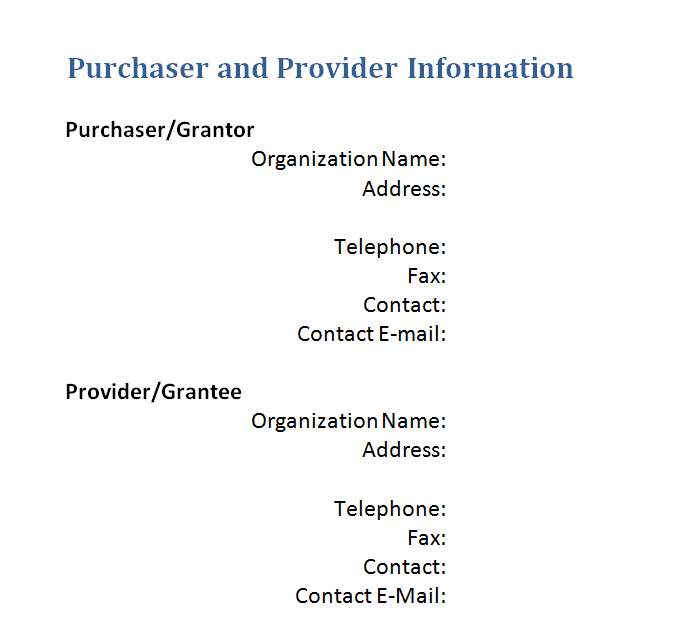 Purchaser and Provider Information
Purchaser/Grantor
Organization Name:
Address:
Telephone:
Fax:
Contact:
Contact E-mail:
Provider/Grantee
Organization Name:
Address:
Telephone:
Fax:
Contact:
Contact E-Mail: